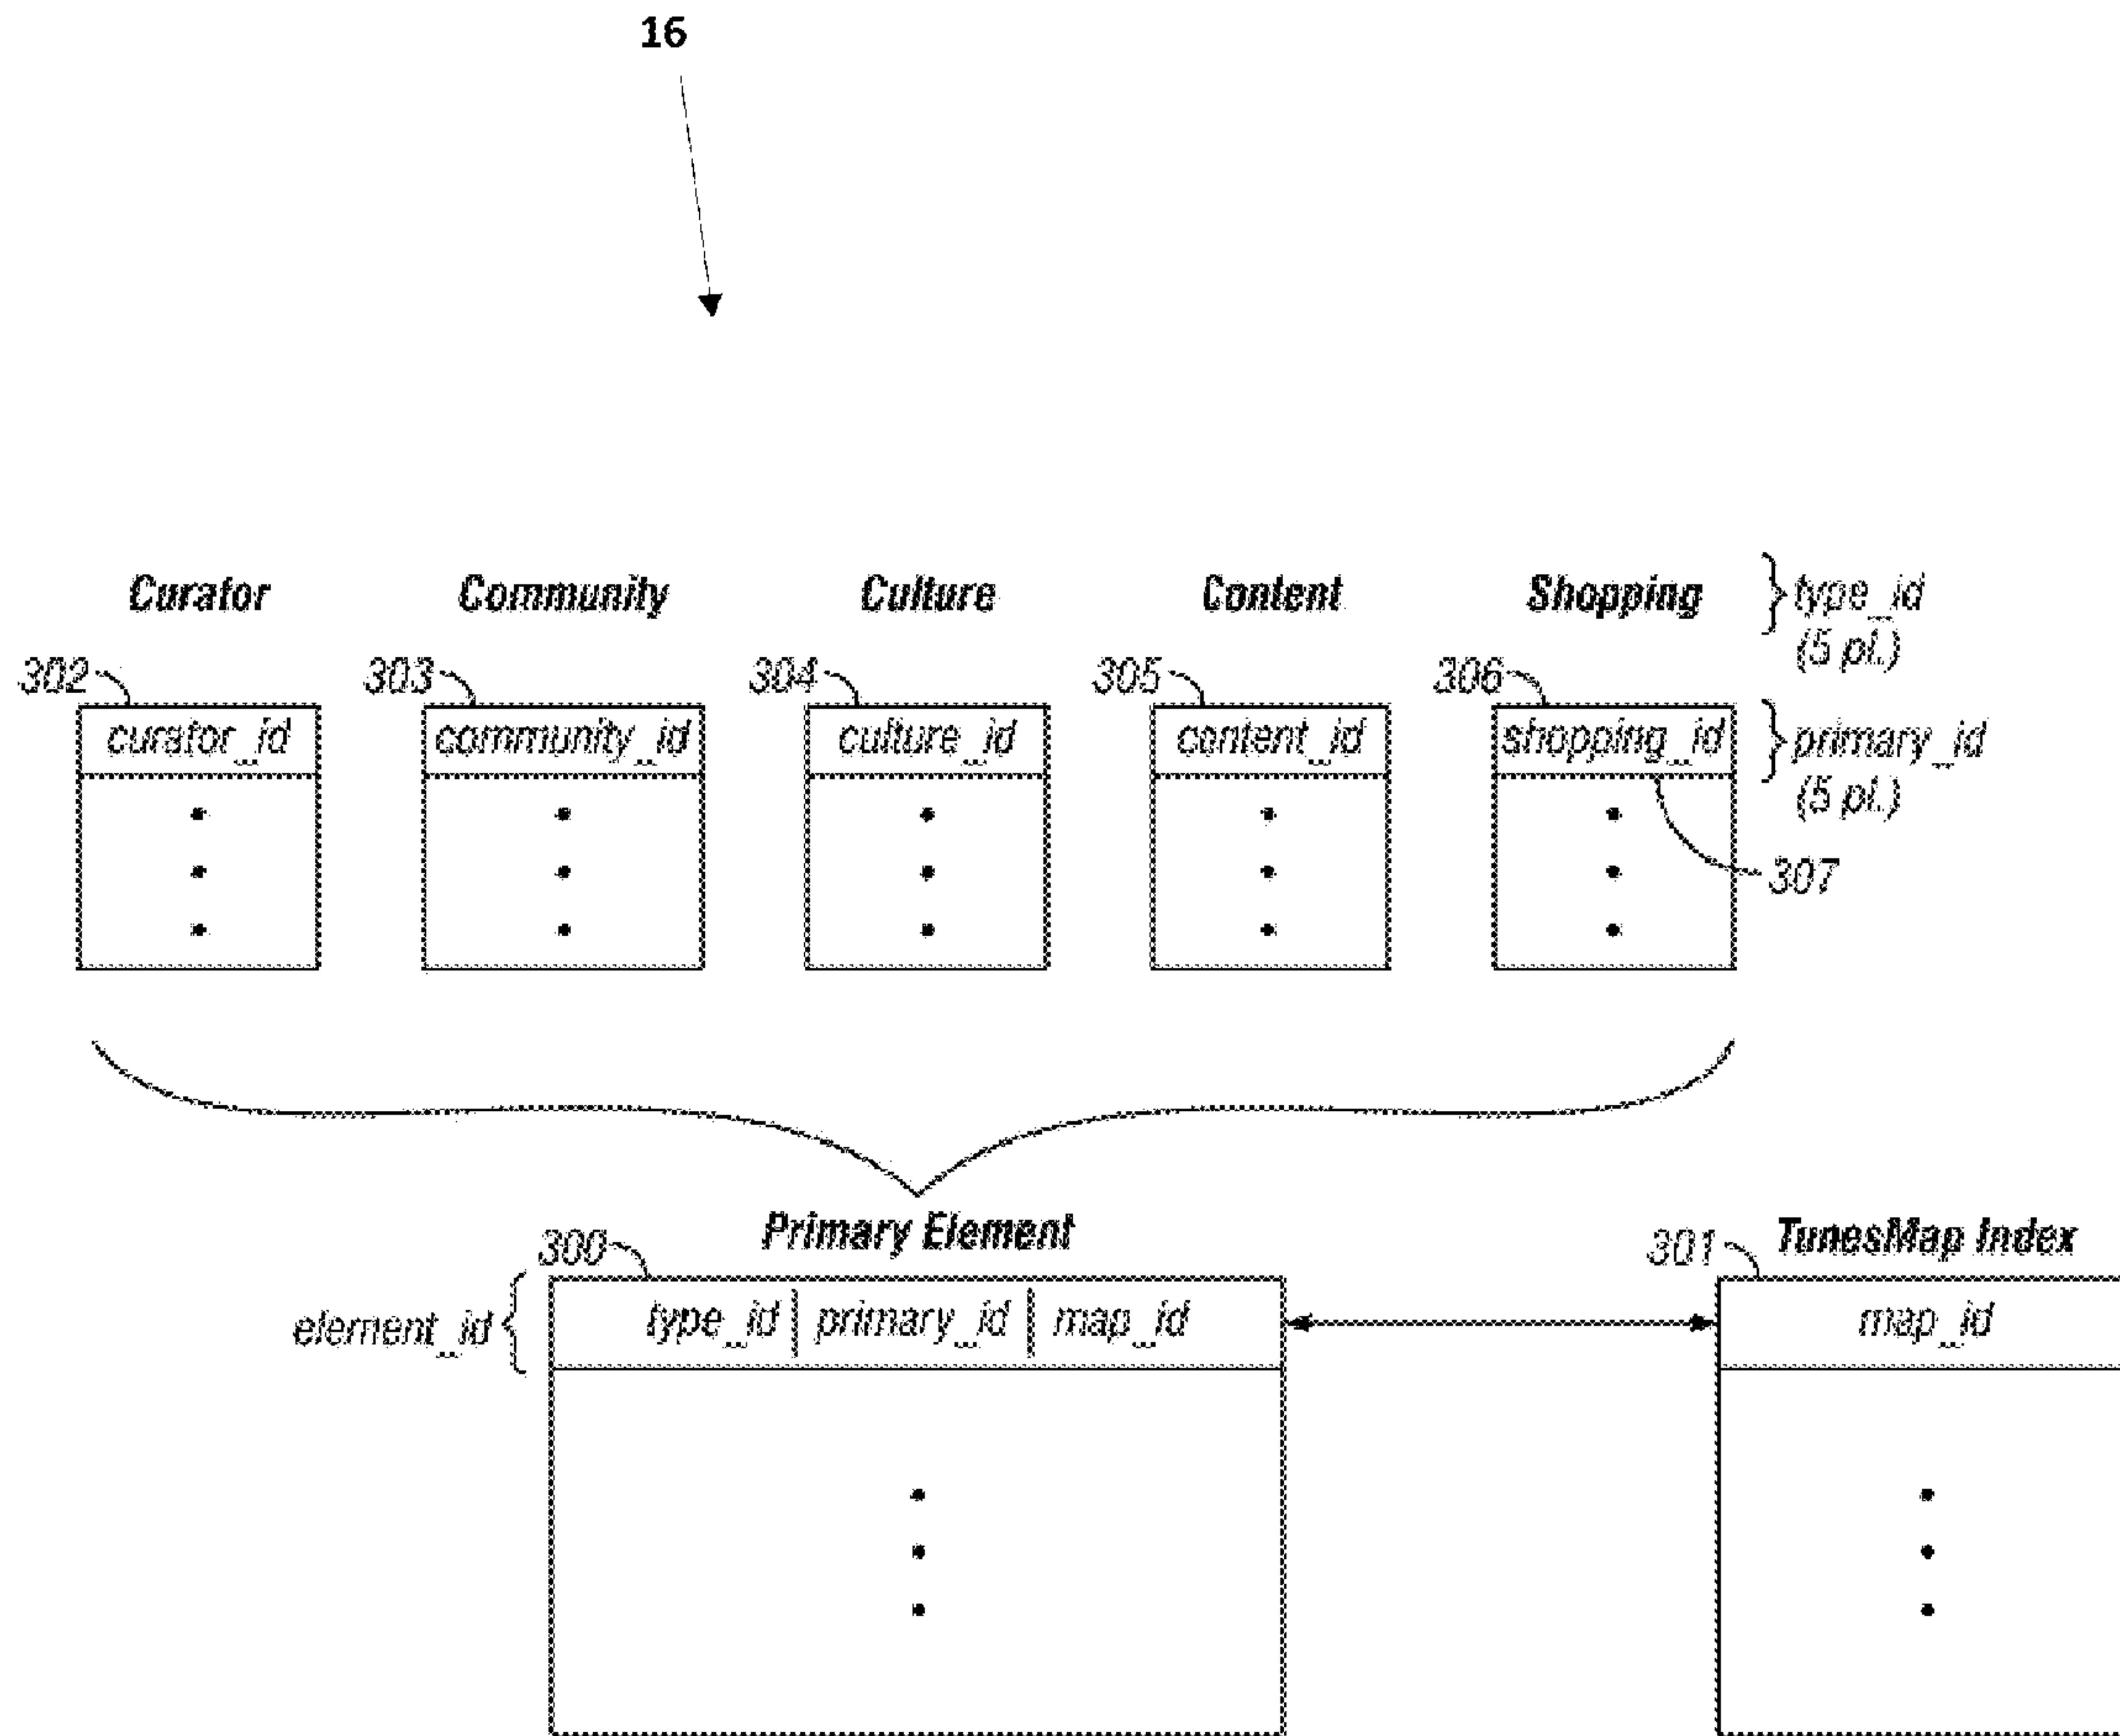 16
Curator Community Culture Content Shopping type_id
(5 pl.)
302 303 304 305 306
curator_id community_id culture_id content_id shopping_id primary_id
(5 pl.)
307
Primary Element TunesMap Index
300 301
element_id type_id primary_id map_id map_id